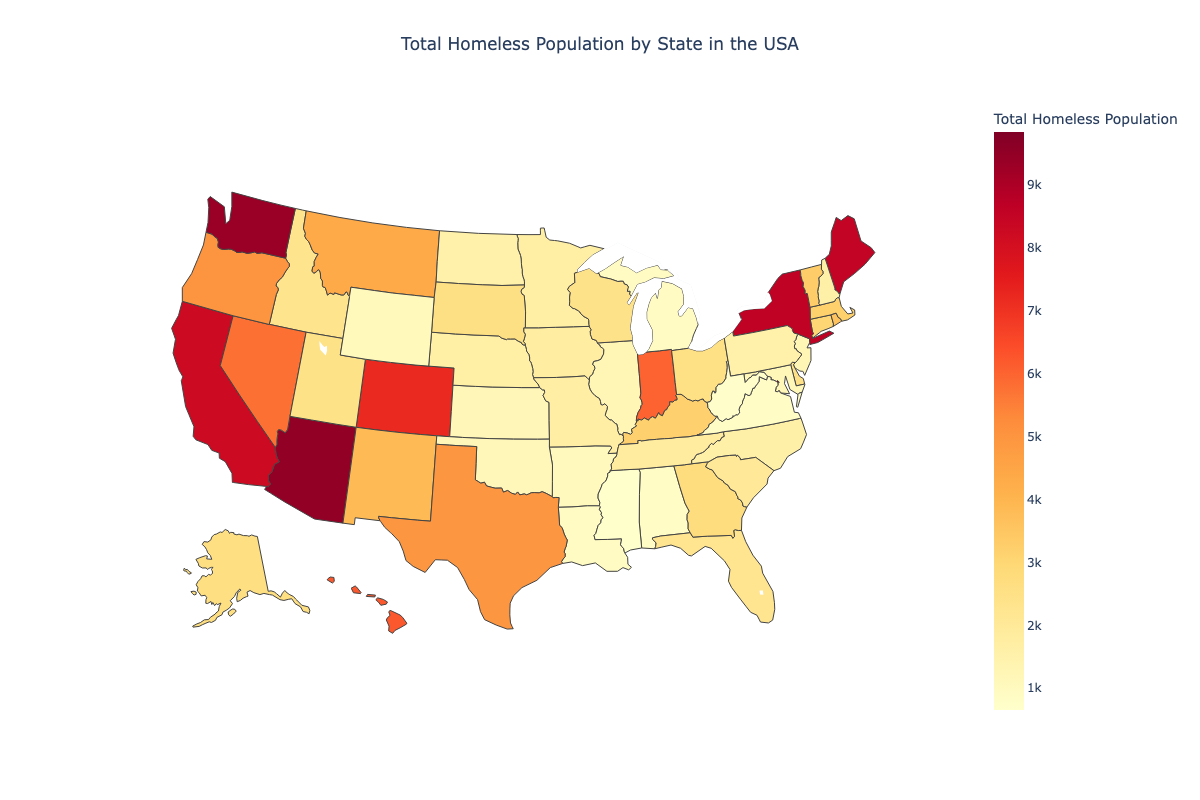 Total Homeless Population by State in the USA
Total Homeless Population
9k
8k
7k
6k
5k
4k
3k
2k
1k